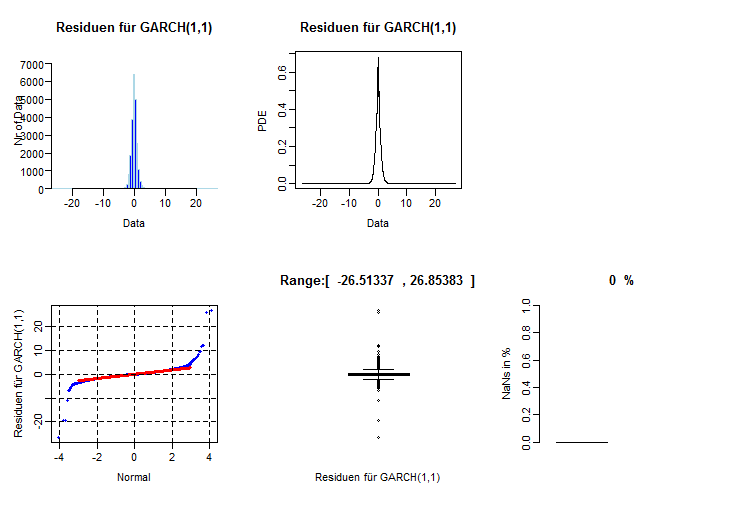 Residuen für GARCH(1,1)
Nr of Data
7000
6000
5000
4000
3000
2000
1000
0
-20 -10 0 10 20
Data
Residuen für GARCH(1,1)
PDE
0.6
0.4
0.2
0.0
-20 -10 0 10 20
Data
Residuen für GARCH(1,1)
20
10
0
-20
-4 -2 0 2 4
Normal
Range:[ -26.51337 , 26.85383 ]
Residuen für GARCH(1,1)
0 %
NaNs in %
1.0
0.8
0.6
0.4
0.2
0.0